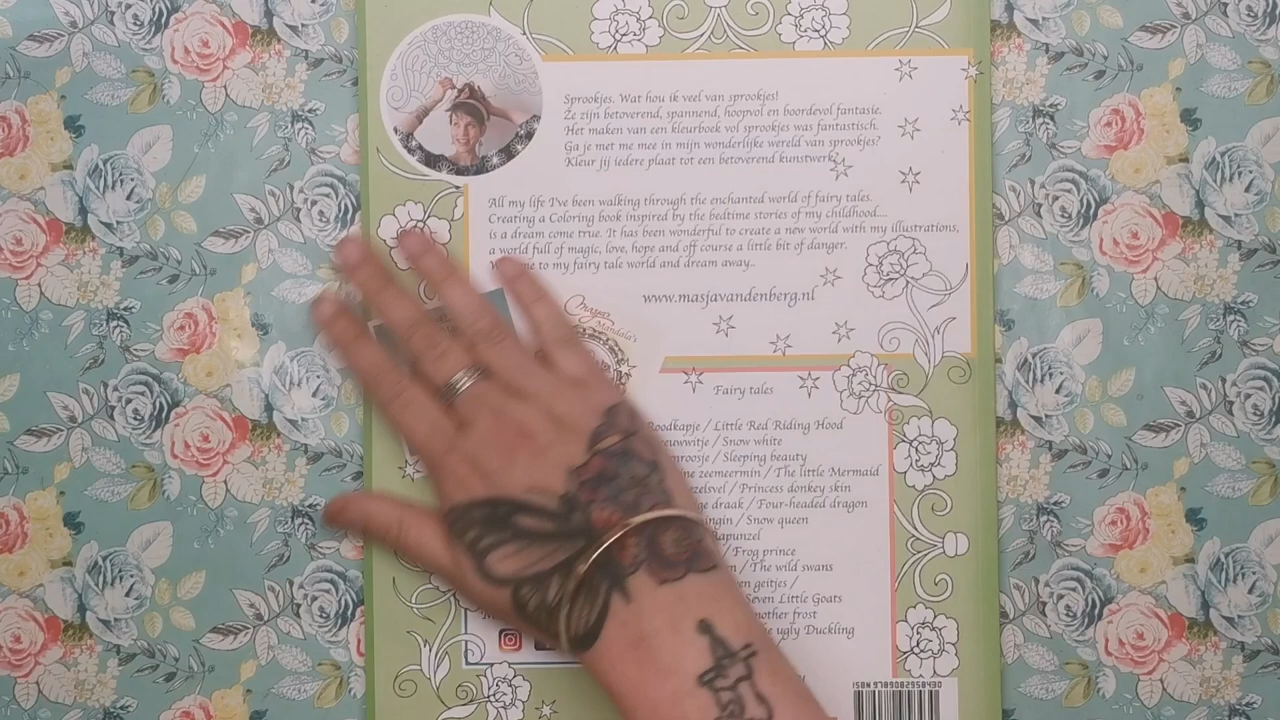 Sprookjes. Wat hou ik veel van sprookjes!
Ze zijn betoverend, spannend, hoopvol en boordevol fantasie.
Het maken van een kleurboek vol sprookjes was fantastisch.
Ga je met me mee in mijn wonderlijke wereld van sprookjes?
Kleur jij iedere plaat tot een betoverend kunstwerk?
All my life I've been walking through the enchanted world of fairy tales.
Creating a Coloring book inspired by the bedtime stories of my childhood....
is a dream come true. It has been wonderful to create a new world with my illustrations,
a world full of magic, love, hope and off course a little bit of danger.
me to my fairy tale world and dream away..
www.masjavandenberg.nl
Mandala's
Fairy tales
Roodkapje / Little Red Riding Hood
/ Snow white
/ Sleeping beauty
zeemeermin / The little Mermaid
/ Princess donkey skin
draak / Four-headed dragon
/ Snow queen
Rapunzel
/ Frog prince
/ The wild swans
geitjes /
Seven Little Goats
mother frost
ugly Duckling
ISBN 9789082958430